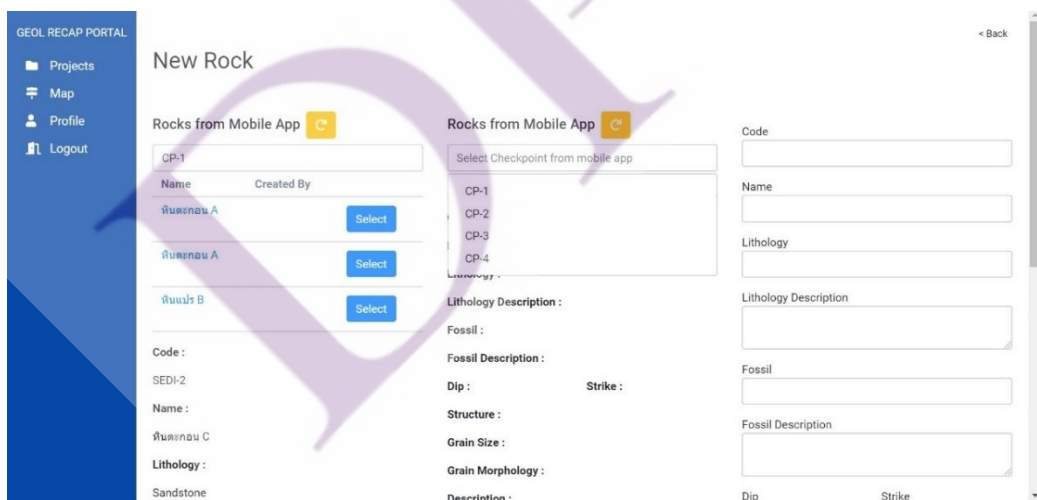 GEOL RECAP PORTAL
Projects
Map
Profile
Logout
< Back
New Rock
Rocks from Mobile App
CP-1
Name Created By
หินตะกอน A
Select
หินตะกอน A
Select
หินแปร B
Select
Code :
SEDI-2
Name :
หินตะกอน C
Lithology :
Sandstone
Rocks from Mobile App
Select Checkpoint from mobile app
CP-1
CP-2
CP-3
CP-4
Lithology :
Lithology Description :
Fossil :
Fossil Description :
Dip : Strike :
Structure :
Grain Size :
Grain Morphology :
Description :
Code
Name
Lithology
Lithology Description
Fossil
Fossil Description
Dip Strike